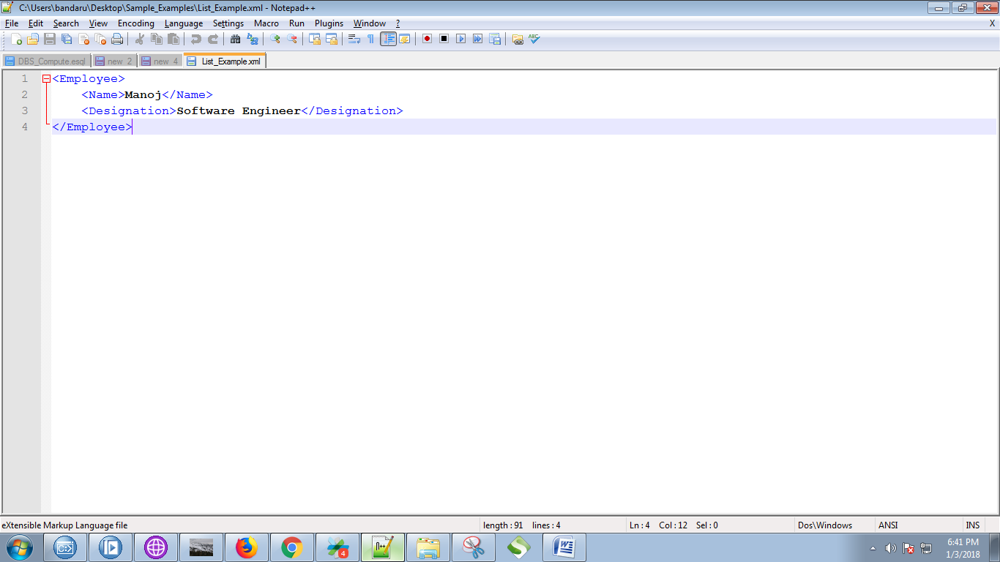 C:\Users\bandaru\Desktop\Sample_Examples\List_Example.xml - Notepad++
File Edit Search View Encoding Language Settings Macro Run Plugins Window ? X
DBS_Compute.esql new 2 new 4 List_Example.xml
1 <Employee>
2 <Name>Manoj</Name>
3 <Designation>Software Engineer</Designation>
4 </Employee>
eXtensible Markup Language file length : 91 lines : 4 Ln : 4 Col : 12 Sel : 0 Dos\Windows ANSI INS
6:41 PM
1/3/2018